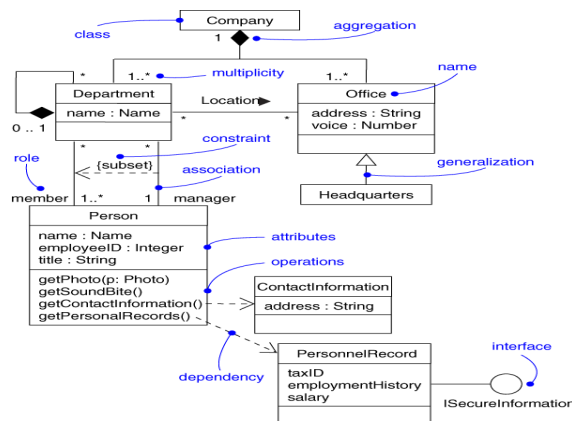 Company
class
1
aggregation
*
1..*
multiplicity
1..*
name
Department
Office
name : Name
Location
address : String
voice : Number
0 .. 1
*
*
*
*
constraint
role
{subset}
generalization
association
Headquarters
member
1..*
1
manager
Person
name : Name
employeeID : Integer
title : String
attributes
getPhoto(p: Photo)
getSoundBite()
getContactInformation()
getPersonalRecords()
operations
ContactInformation
address : String
PersonnelRecord
interface
dependency
taxID
employmentHistory
salary
ISecureInformation